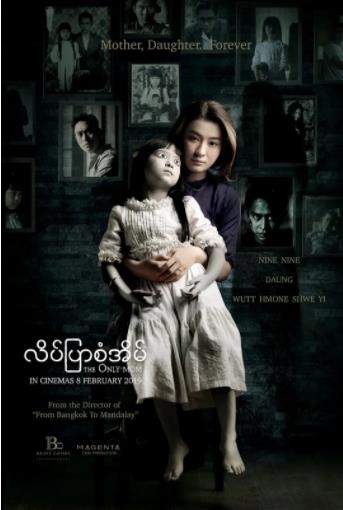 Mother, Daughter. Forever
NINE NINE
DAUNG
WUTT HMONE SHWE YI
လိပ်ပြာစံအိမ်
THE ONLY MOM
IN CINEMAS 8 FEBRUARY 2019
From the Director of
"From Bangkok To Mandalay"
MAGENTA